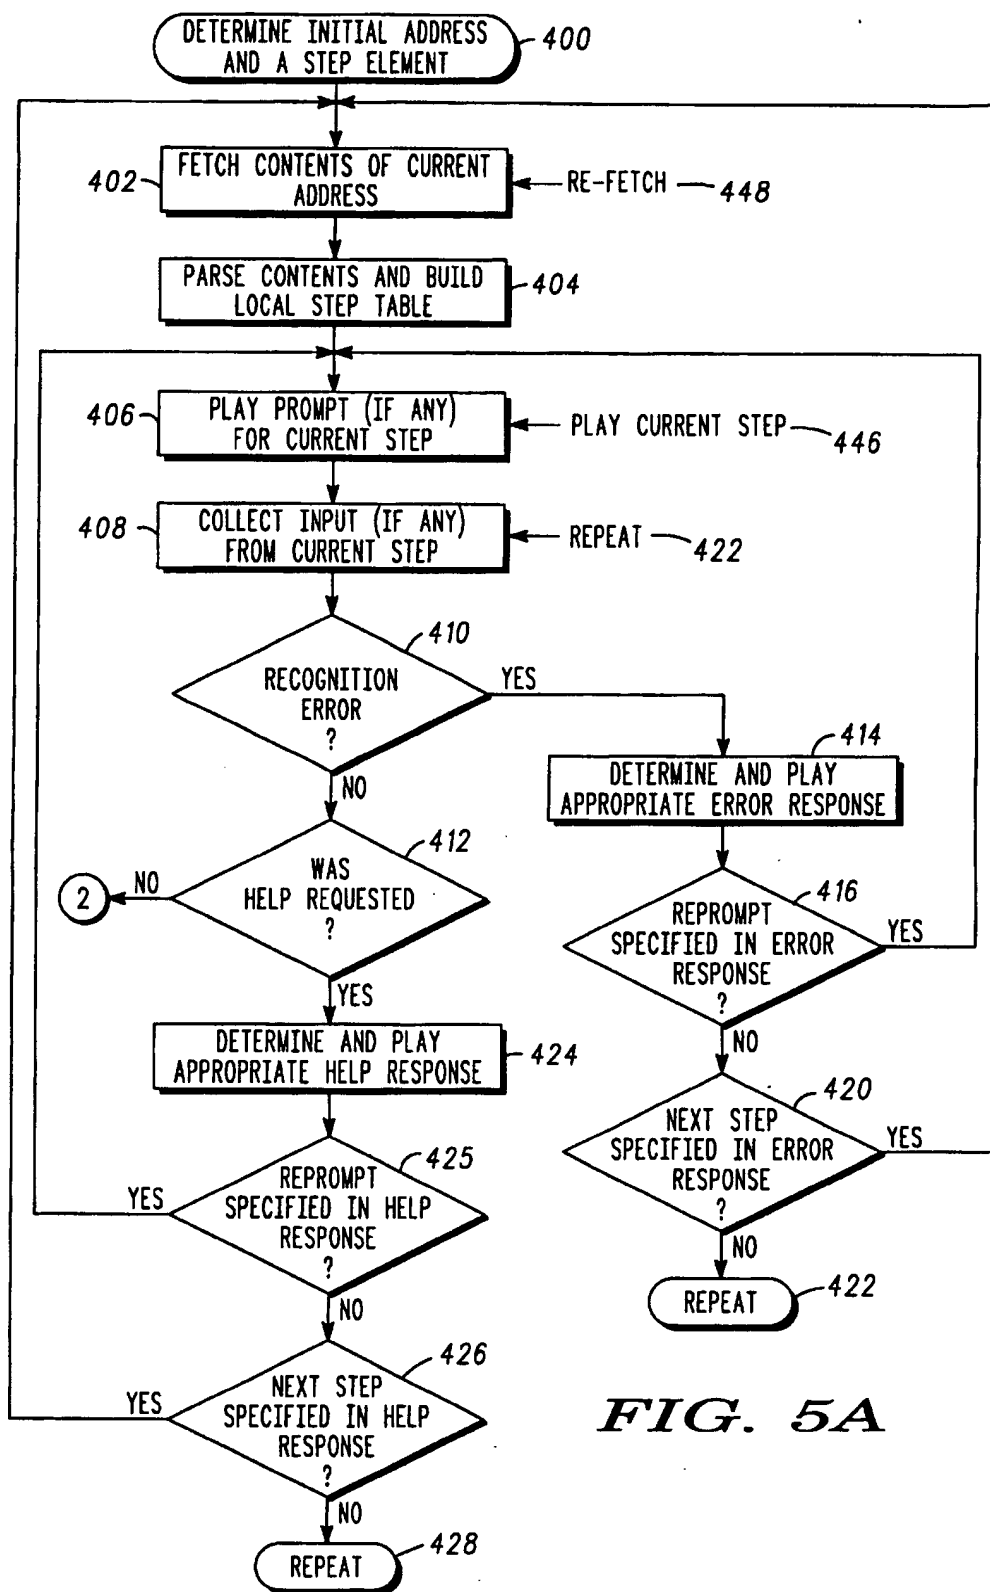 DETERMINE INITIAL ADDRESS
AND A STEP ELEMENT
400
402
FETCH CONTENTS OF CURRENT
ADDRESS
RE-FETCH
448
PARSE CONTENTS AND BUILD
LOCAL STEP TABLE
404
406
PLAY PROMPT (IF ANY)
FOR CURRENT STEP
PLAY CURRENT STEP
446
408
COLLECT INPUT (IF ANY)
FROM CURRENT STEP
REPEAT
422
410
RECOGNITION
ERROR
?
YES
NO
414
DETERMINE AND PLAY
APPROPRIATE ERROR RESPONSE
412
WAS
HELP REQUESTED
?
NO
2
YES
416
REPROMPT
SPECIFIED IN ERROR
RESPONSE
?
YES
NO
DETERMINE AND PLAY
APPROPRIATE HELP RESPONSE
424
420
NEXT STEP
SPECIFIED IN ERROR
RESPONSE
?
YES
NO
REPEAT
422
425
REPROMPT
SPECIFIED IN HELP
RESPONSE
?
YES
NO
426
NEXT STEP
SPECIFIED IN HELP
RESPONSE
?
YES
NO
REPEAT
428
FIG. 5A